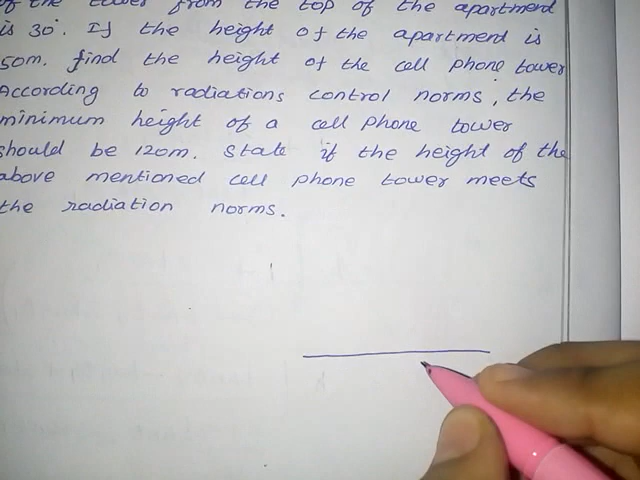 of the tower from the top of the apartment
is 30°. If the height of the apartment is
50m. find the height of the cell phone tower
According to radiations control norms, the
minimum height of a cell phone tower
should be 120m. State if the height of the
above mentioned cell phone tower meets
the radiation norms.